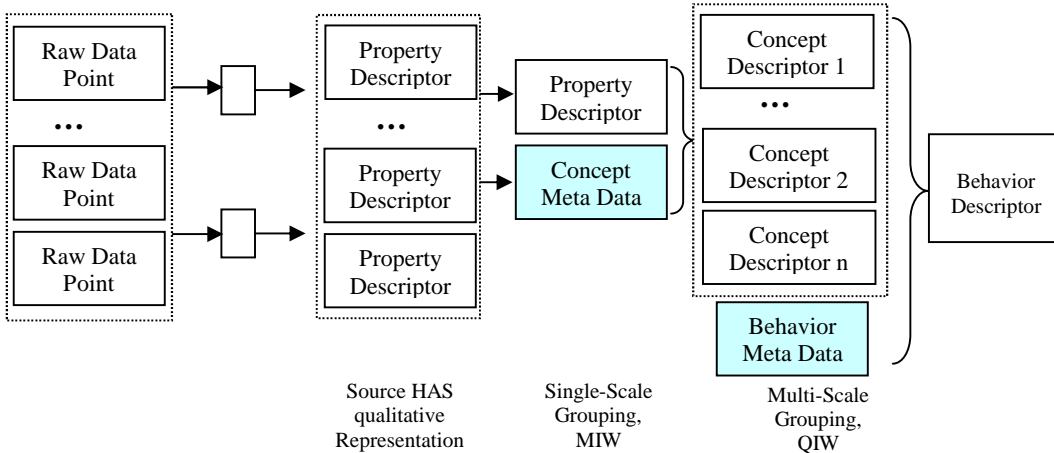 Raw Data
Point
...
Raw Data
Point
Raw Data
Point
Property
Descriptor
...
Property
Descriptor
Property
Descriptor
Property
Descriptor
Concept
Meta Data
Concept
Descriptor 1
...
Concept
Descriptor 2
Concept
Descriptor n
Behavior
Meta Data
Behavior
Descriptor
Source HAS
qualitative
Representation
Single-Scale
Grouping,
MIW
Multi-Scale
Grouping,
QIW